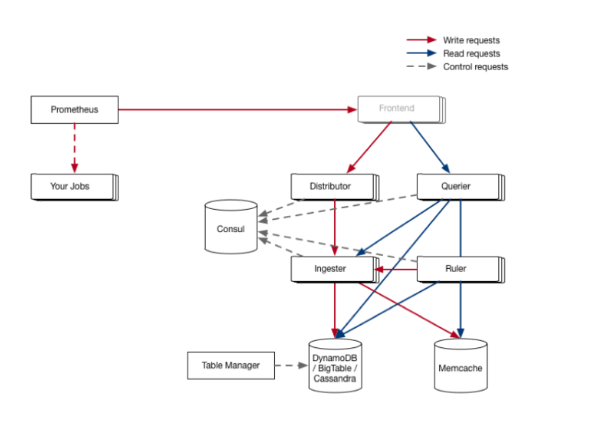 Write requests
Read requests
Control requests
Prometheus
Frontend
Your Jobs
Distributor
Querier
Consul
Ingester
Ruler
Table Manager
DynamoDB
/ BigTable /
Cassandra
Memcache